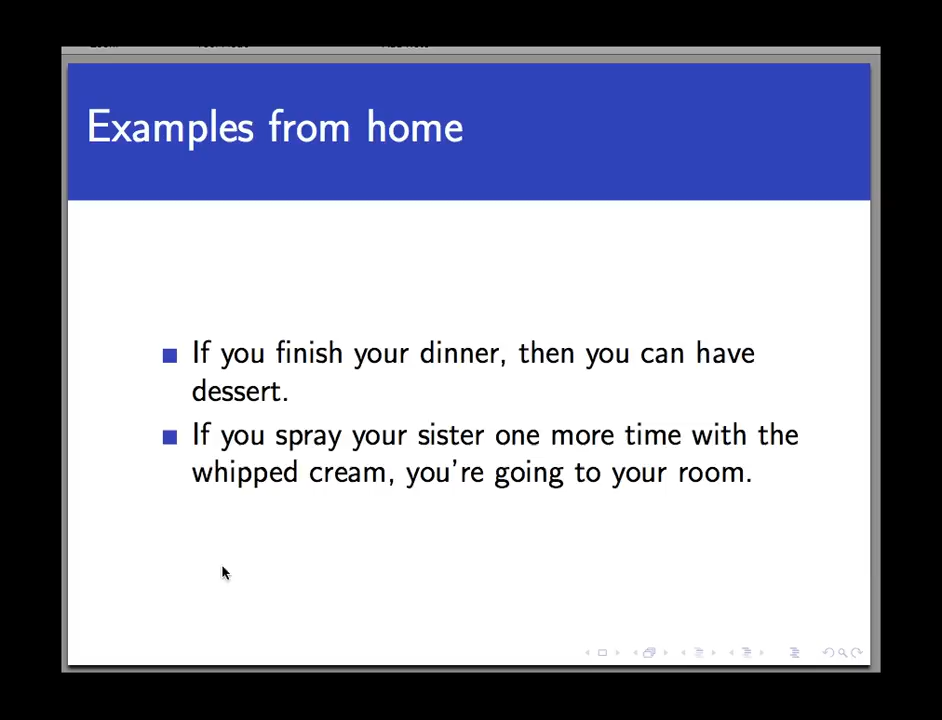 Examples from home
If you finish your dinner, then you can have
dessert.
If you spray your sister one more time with the
whipped cream, you're going to your room.